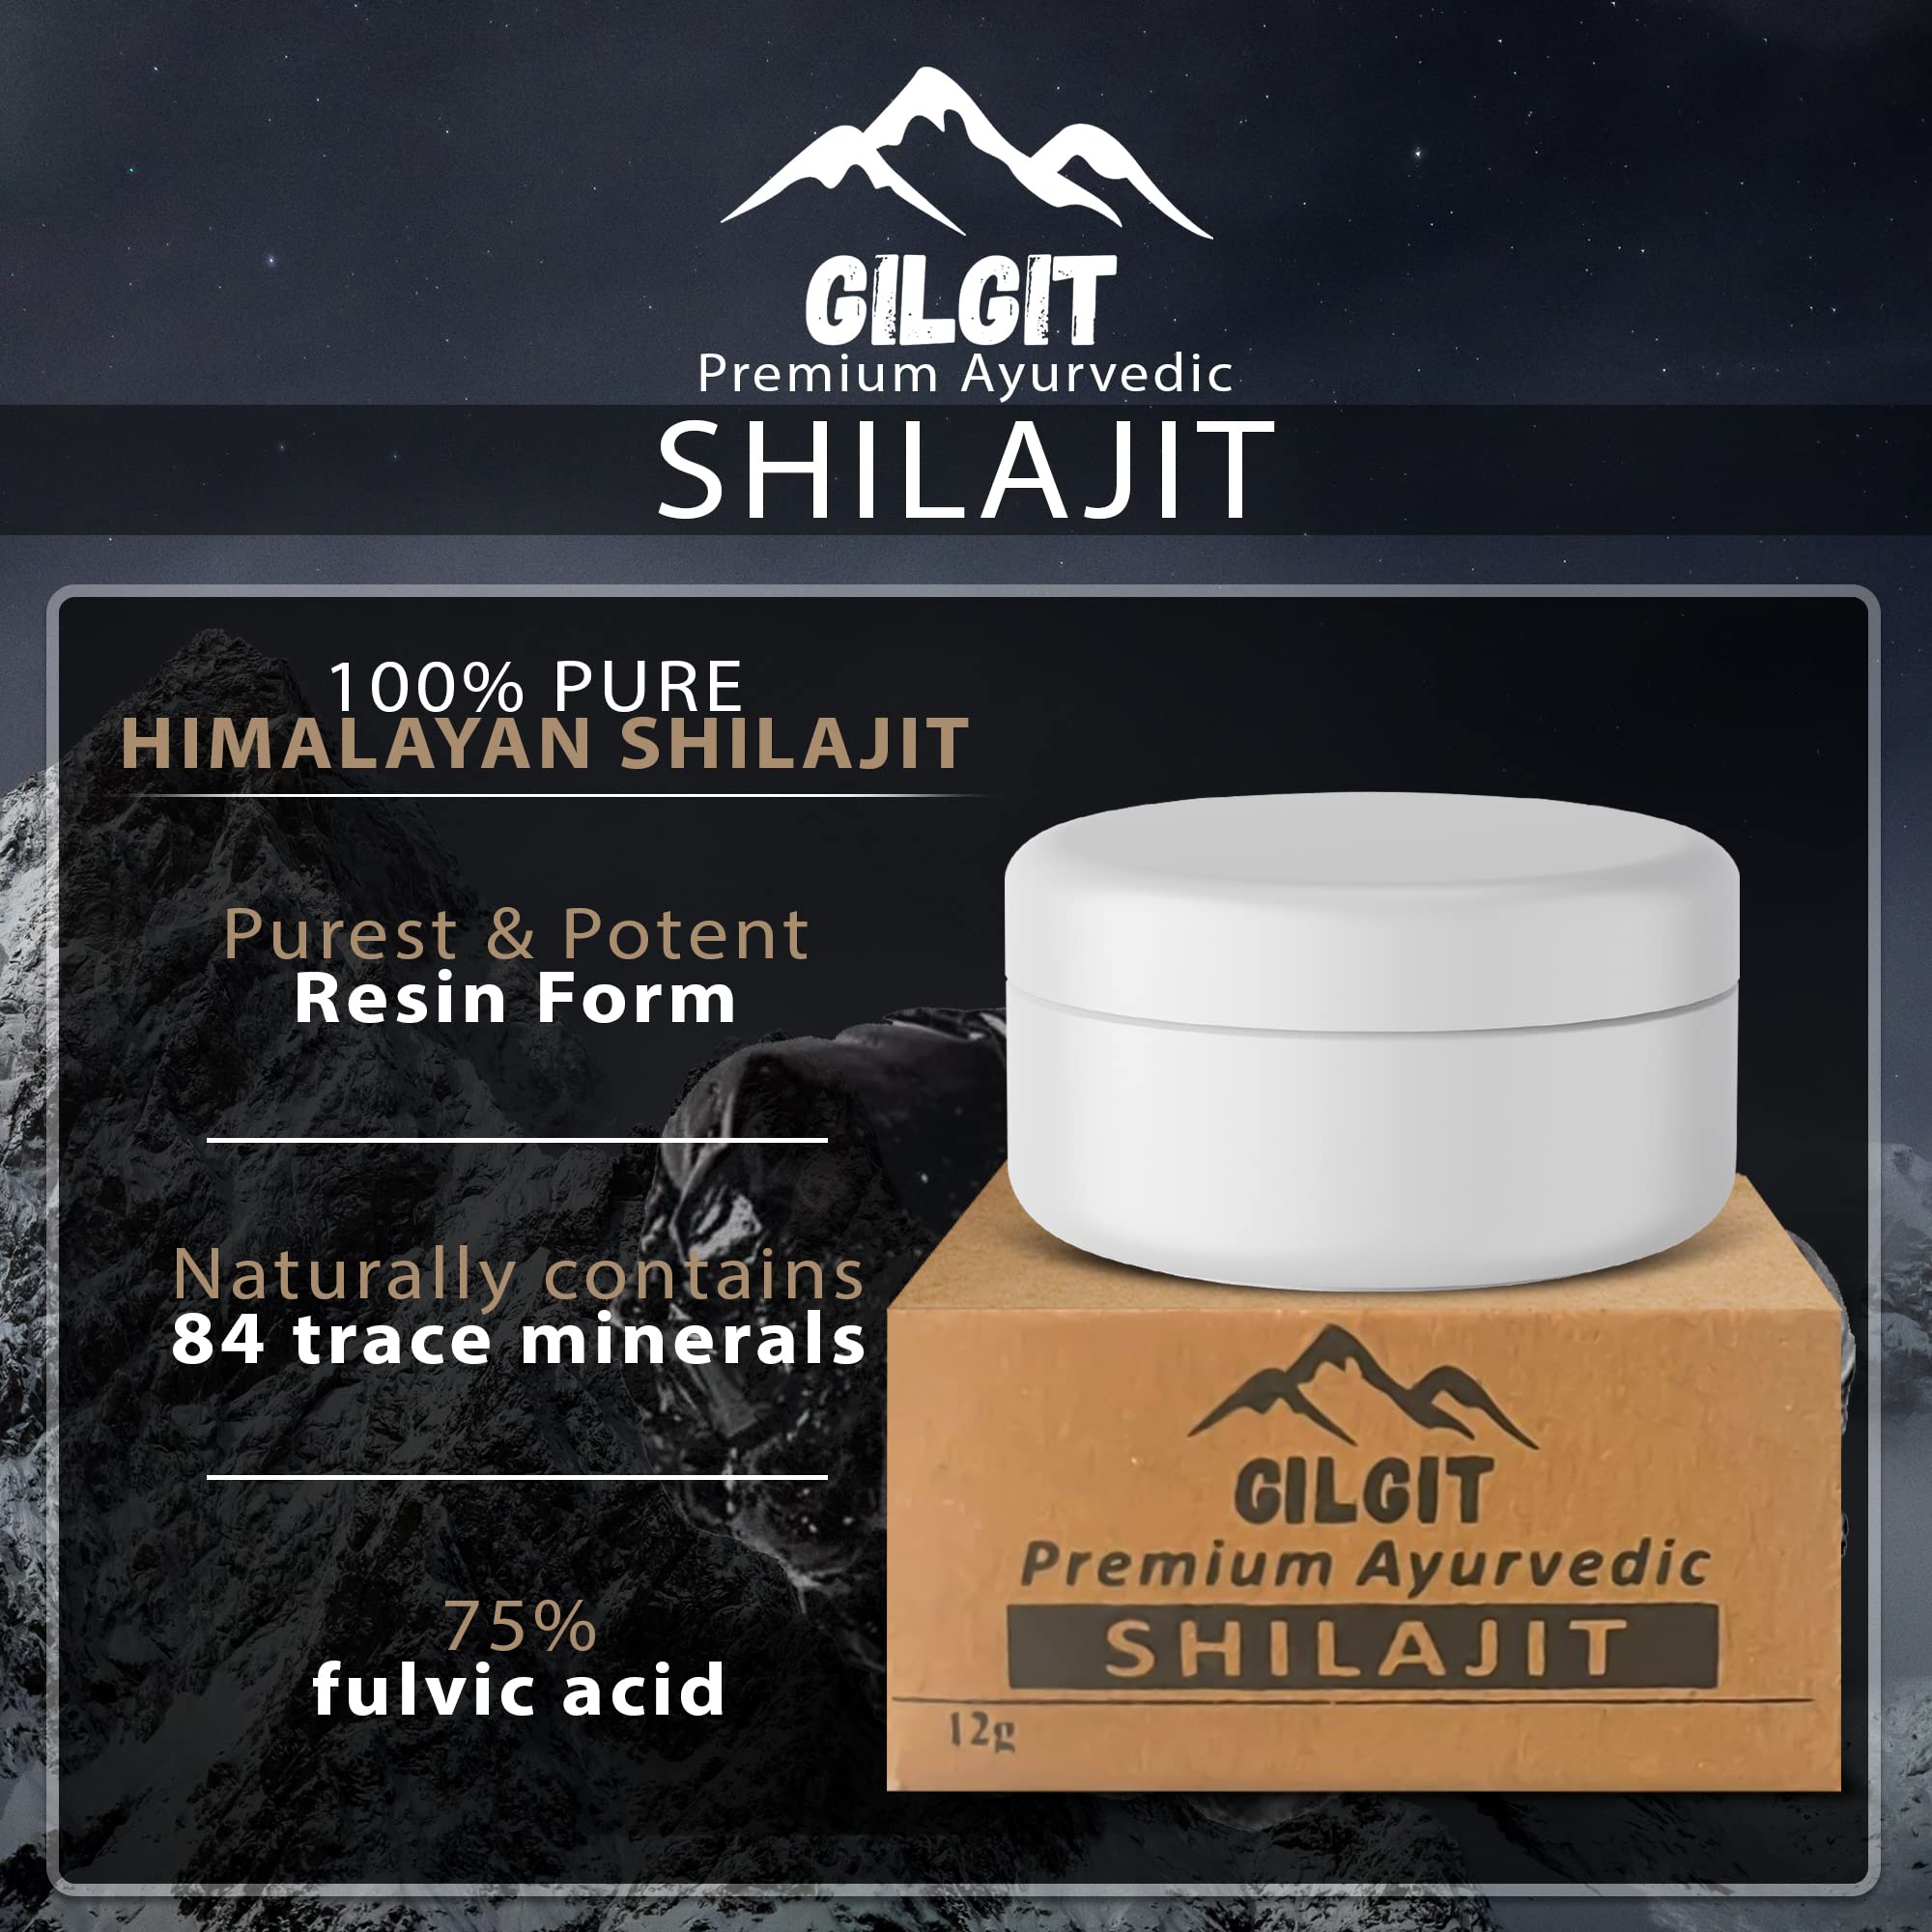 GILGIT
Premium Ayurvedic
SHILAJIT
100% PURE
HIMALAYAN SHILAJIT
Purest & Potent
Resin Form
Naturally contains
84 trace minerals
75%
fulvic acid
GILGIT
Premium Ayurvedic
SHILAJIT
12g